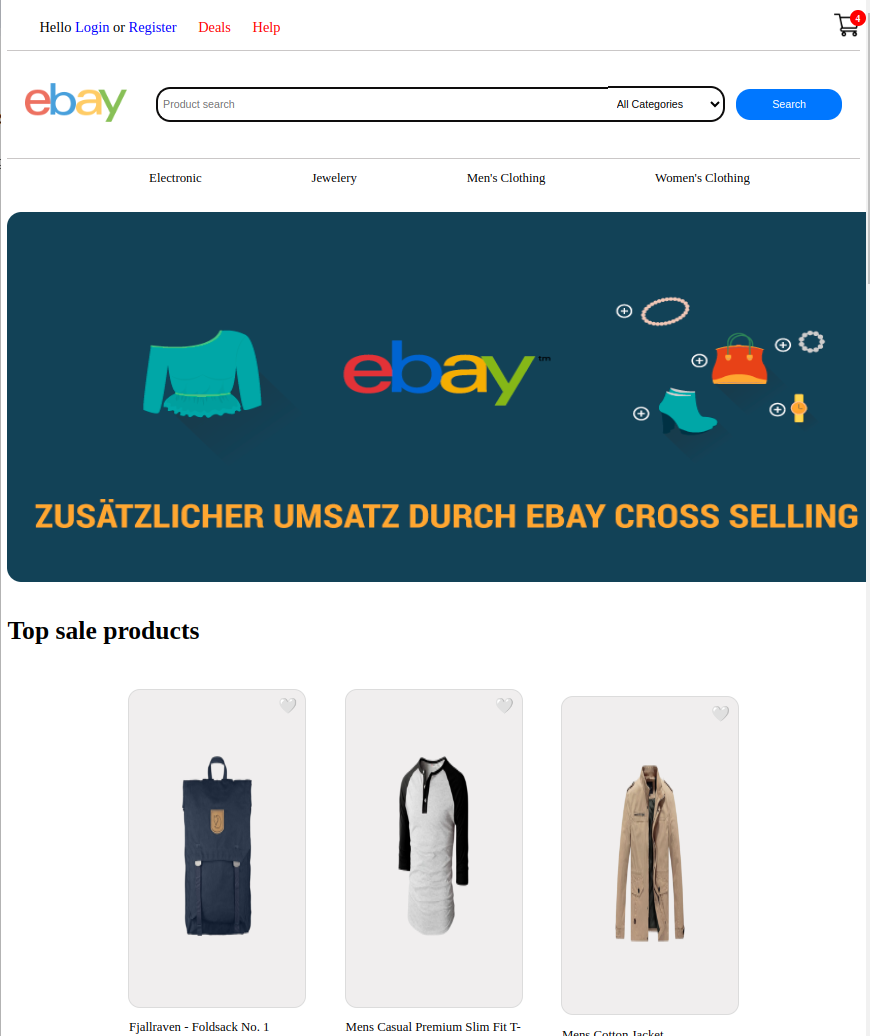 Hello Login or Register Deals Help
4
ebay
Product search
All Categories
Search
Electronic
Jewelery
Men's Clothing
Women's Clothing
ebay™
ZUSÄTZLICHER UMSATZ DURCH EBAY CROSS SELLING
Top sale products
Fjallraven - Foldsack No. 1
Mens Casual Premium Slim Fit T-
Mens Cotton Jacket